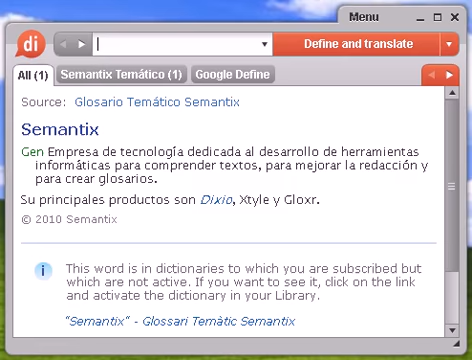 Menu
di
Define and translate
All (1) Semantix Temático (1) Google Define
Source: Glosario Temático Semantix
Semantix
Gen Empresa de tecnología dedicada al desarrollo de herramientas
informáticas para comprender textos, para mejorar la redacción y
para crear glosarios.
Su principales productos son Dixio, Xtyle y Gloxr.
© 2010 Semantix
i
This word is in dictionaries to which you are subscribed but
which are not active. If you want to see it, click on the link
and activate the dictionary in your Library.
"Semantix" - Glossari Temàtic Semantix